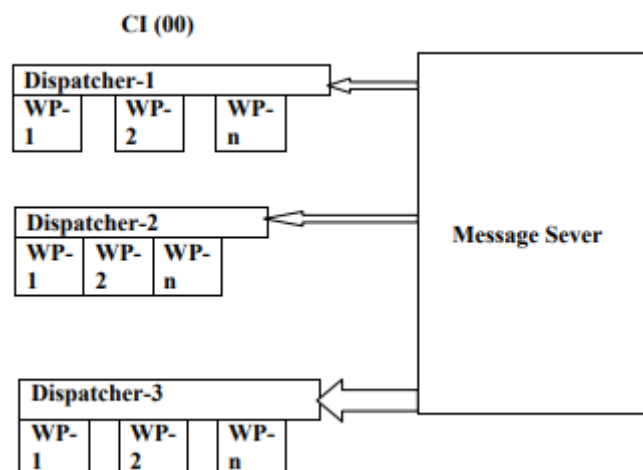 CI (00)
Dispatcher-1
WP- WP- WP-
1 2 n
Dispatcher-2
WP- WP- WP-
1 2 n
Message Sever
Dispatcher-3
WP- WP- WP-
1 2 n